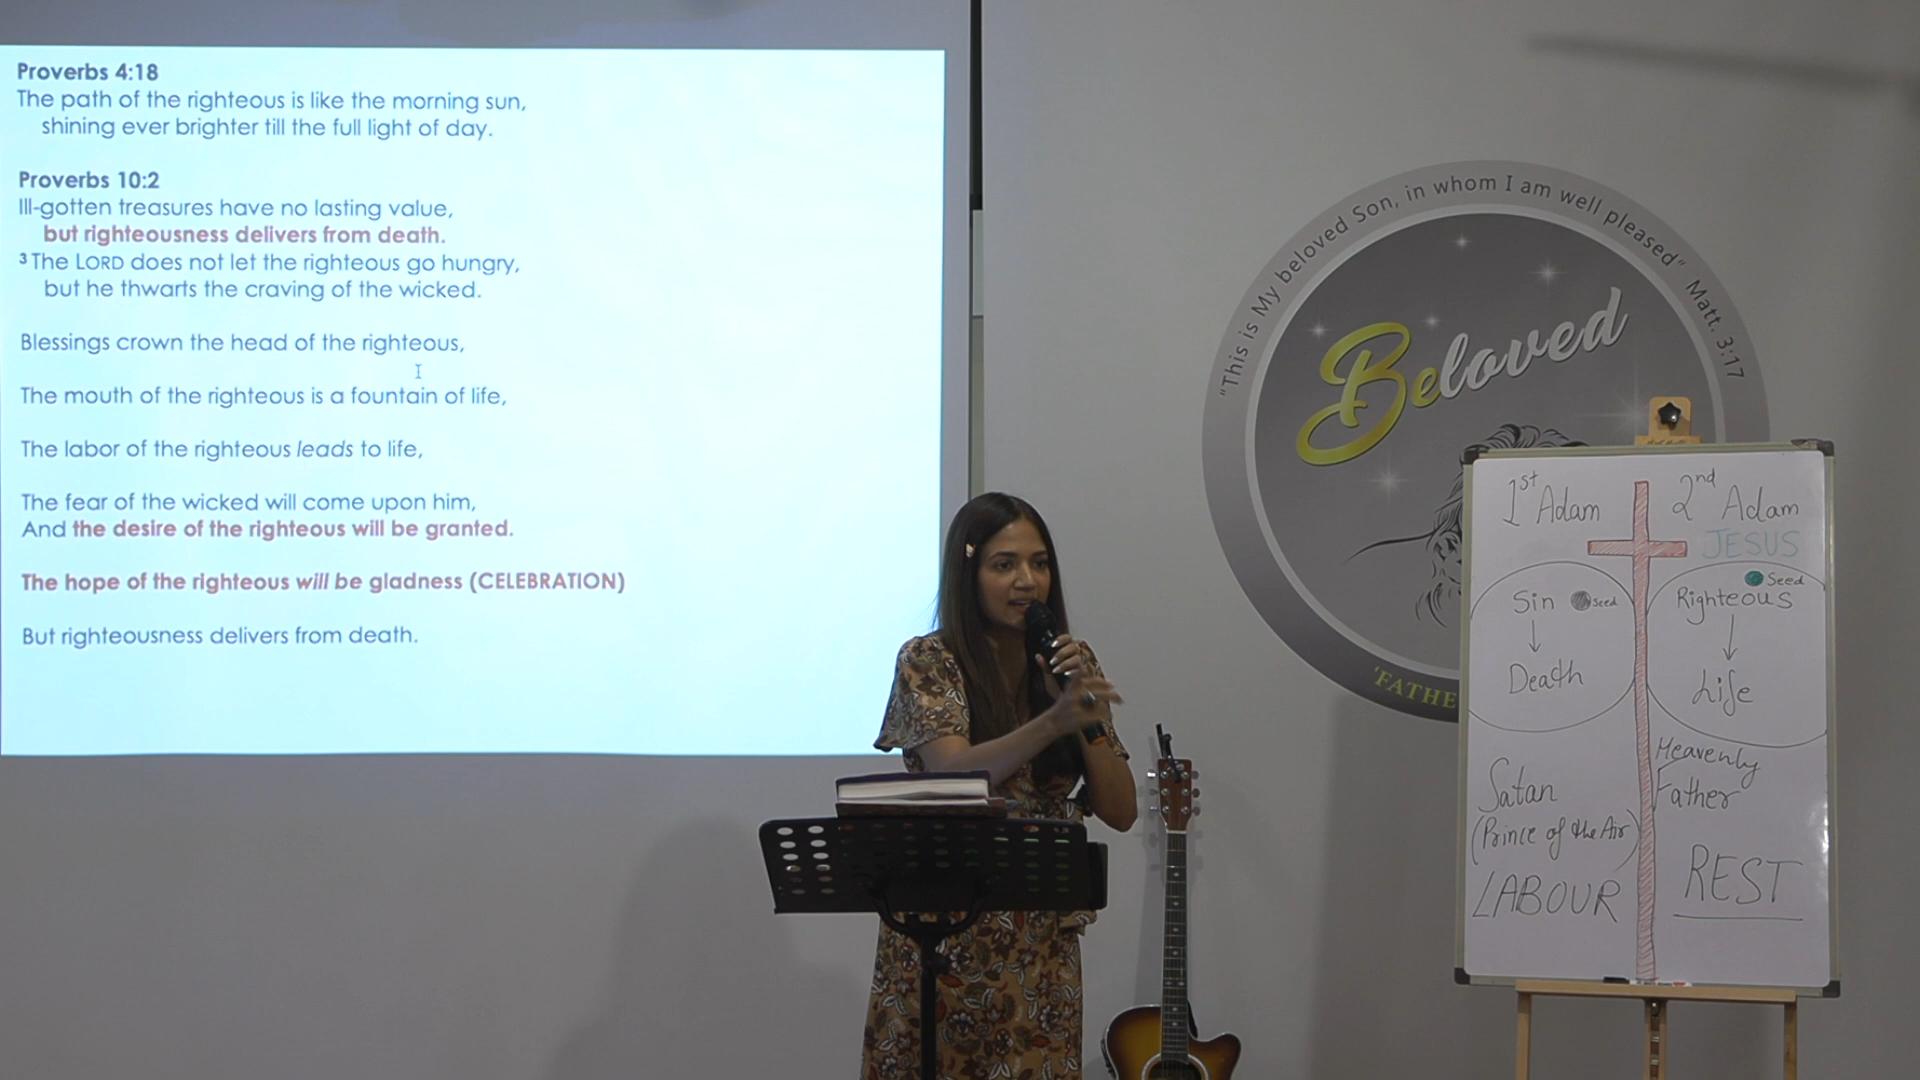 Proverbs 4:18
The path of the righteous is like the morning sun,
shining ever brighter till the full light of day.
Proverbs 10:2
Ill-gotten treasures have no lasting value,
but righteousness delivers from death.
3 The LORD does not let the righteous go hungry,
but he thwarts the craving of the wicked.
Blessings crown the head of the righteous,
The mouth of the righteous is a fountain of life,
The labor of the righteous leads to life,
The fear of the wicked will come upon him,
And the desire of the righteous will be granted.
The hope of the righteous will be gladness (CELEBRATION)
But righteousness delivers from death.
"This is My beloved Son, in whom I am well pleased" Matt. 3:17
Beloved
1st Adam
2nd Adam
JESUS
Sin Seed
Death
Seed
Righteous
Life
Satan
(Prince of the Air)
LABOUR
Heavenly
Father
REST